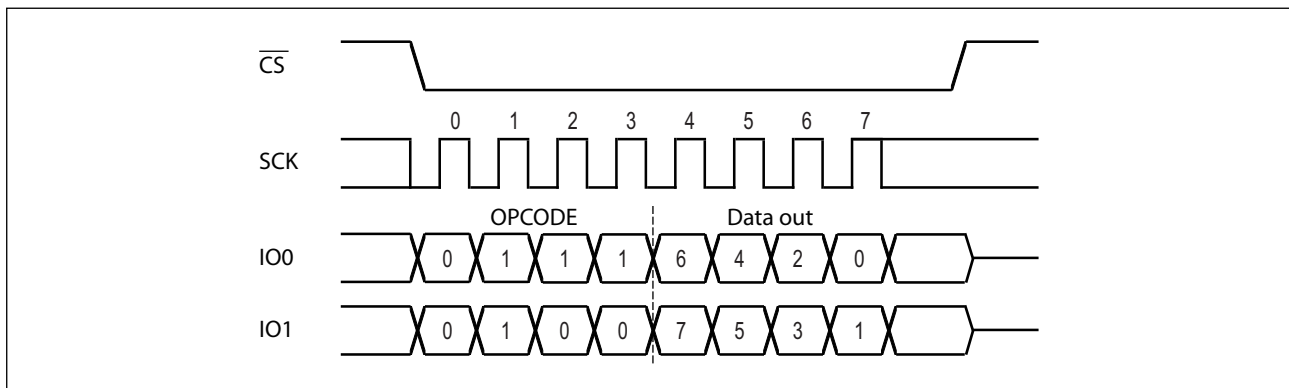 CS
0 1 2 3 4 5 6 7
SCK
OPCODE Data out
IO0 0 1 1 1 6 4 2 0
IO1 0 1 0 0 7 5 3 1